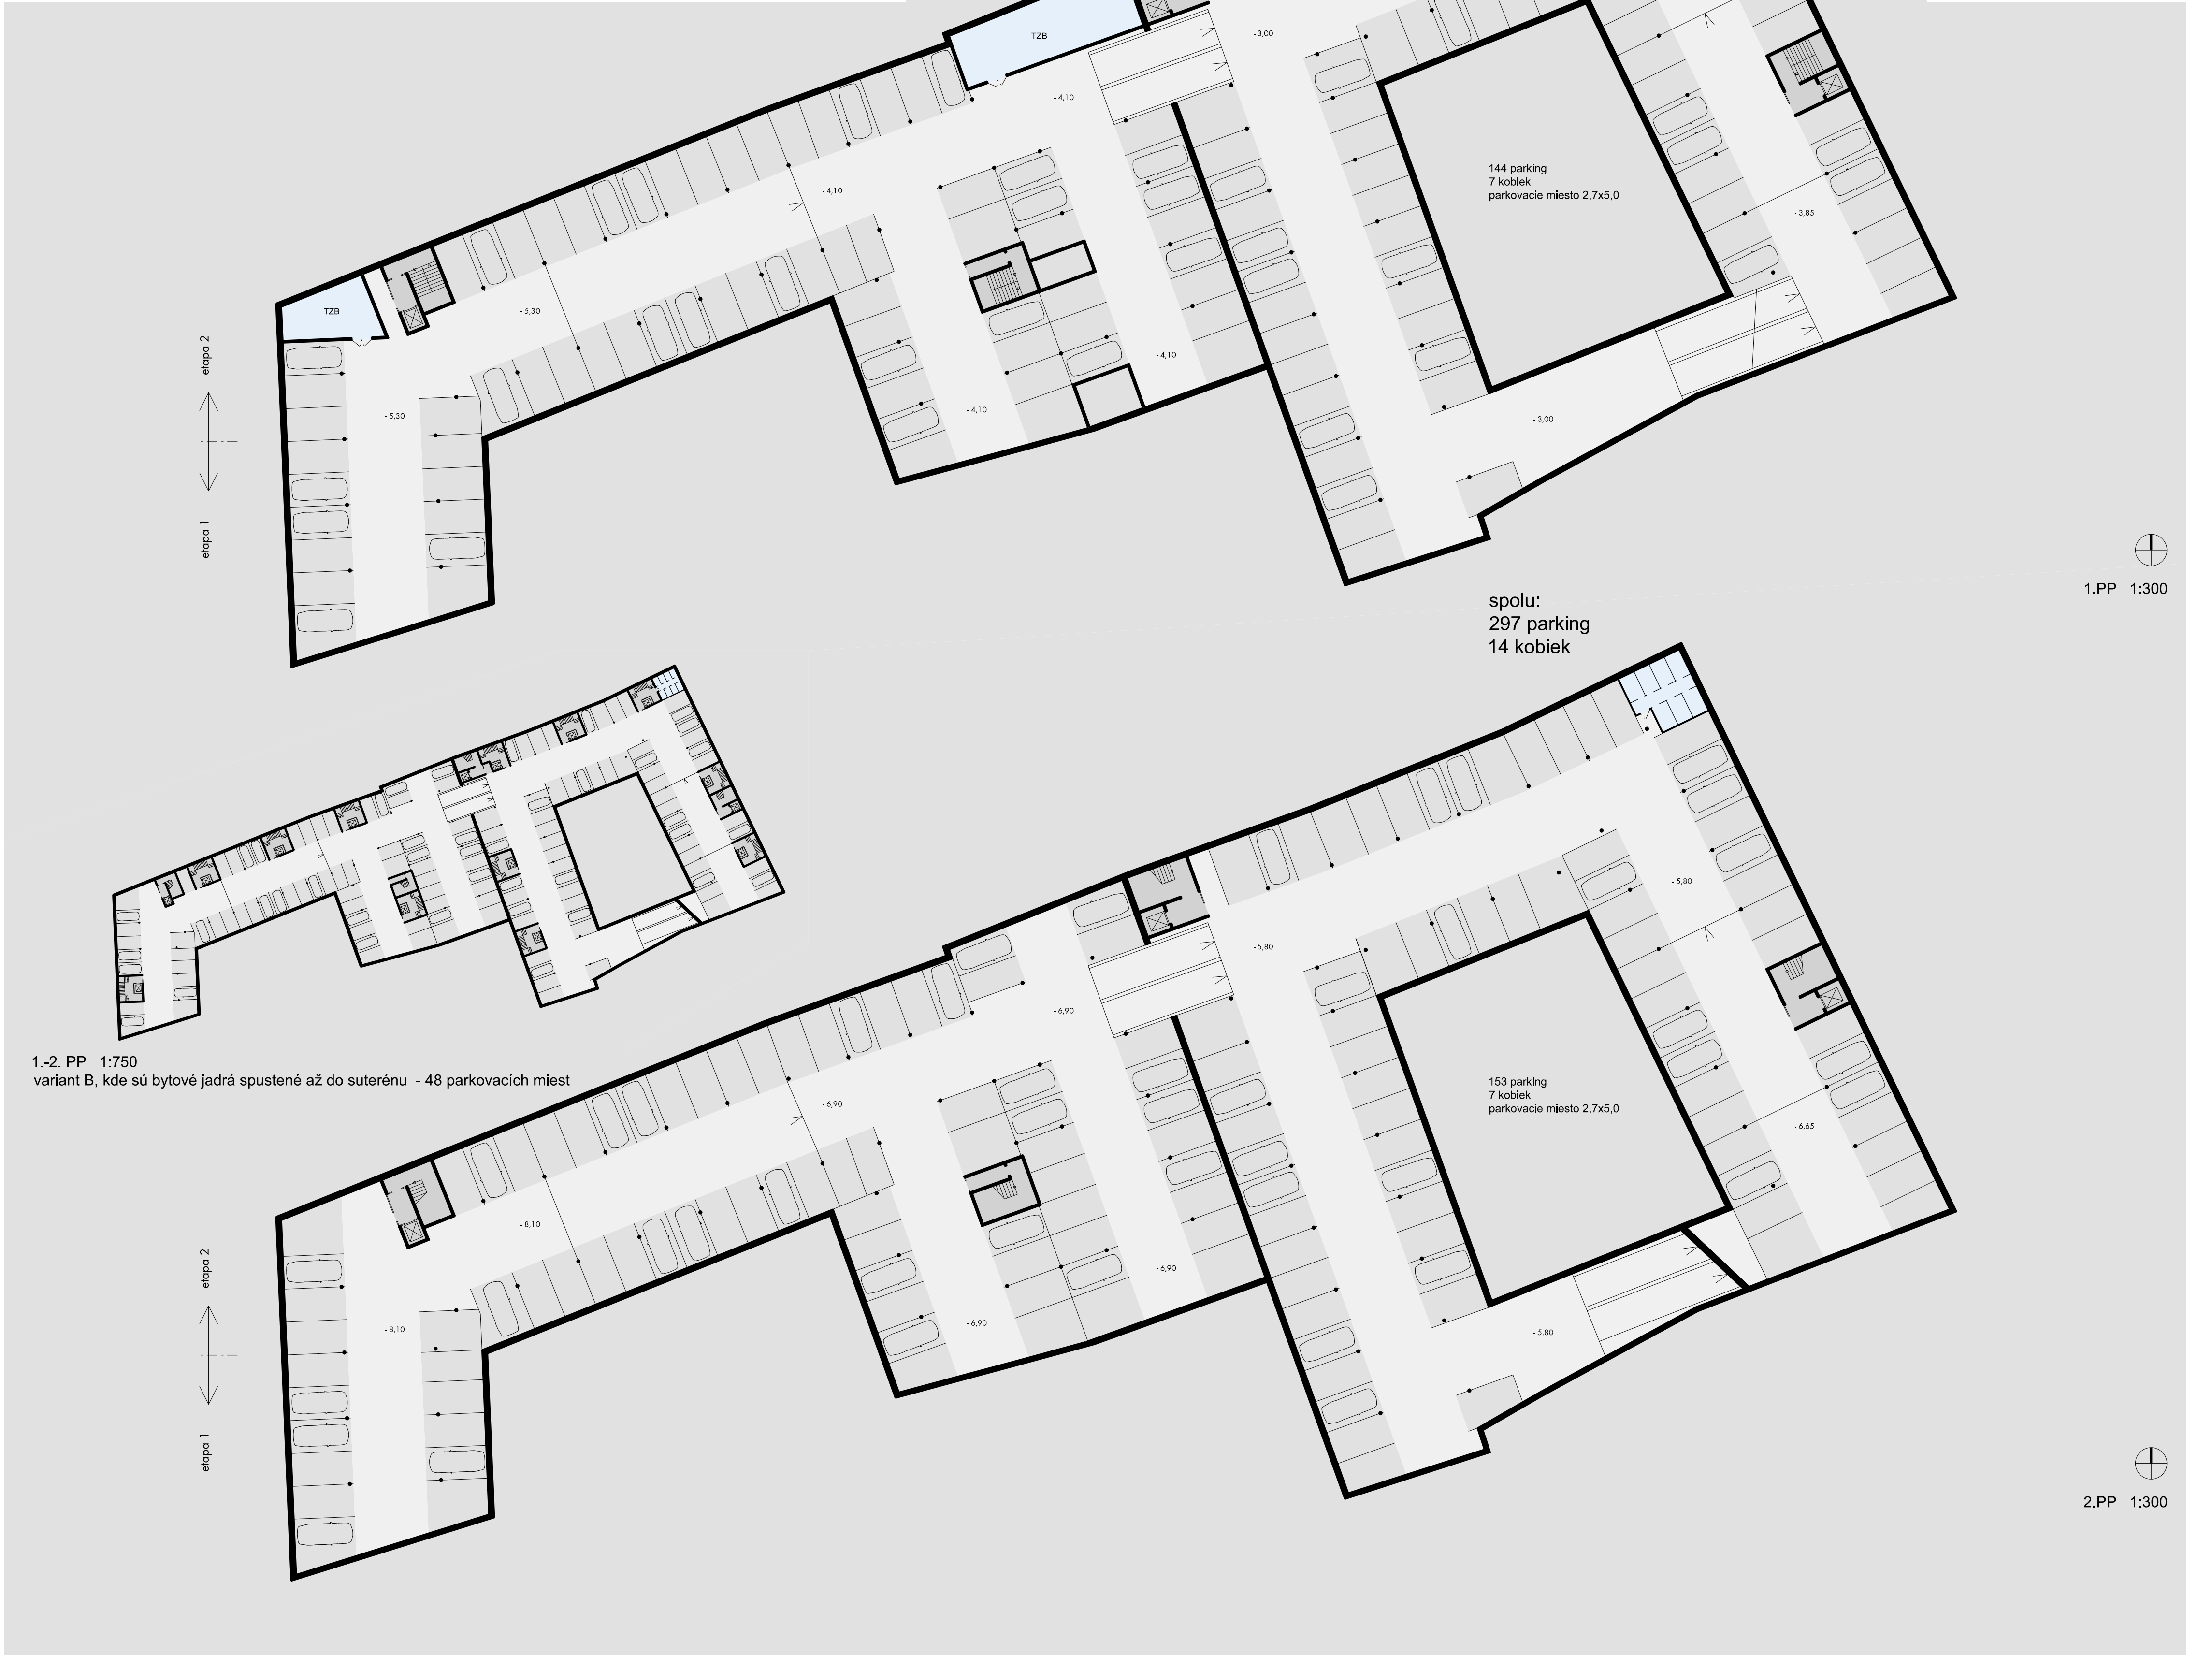 TZB
-3,00
-4,10
144 parking
7 kobiek
parkovacie miesto 2,7x5,0
-4,10
-3,85
TZB
-5,30
etapa 2
-4,10
-5,30
-4,10
-3,00
etapa 1
1.PP 1:300
spolu:
297 parking
14 kobiek
1.-2. PP 1:750
variant B, kde sú bytové jadrá spustené až do suterénu - 48 parkovacích miest
-5,80
-5,80
-6,90
153 parking
7 kobiek
parkovacie miesto 2,7x5,0
-6,90
-6,65
-8,10
etapa 2
-6,90
-8,10
-6,90
-5,80
etapa 1
2.PP 1:300